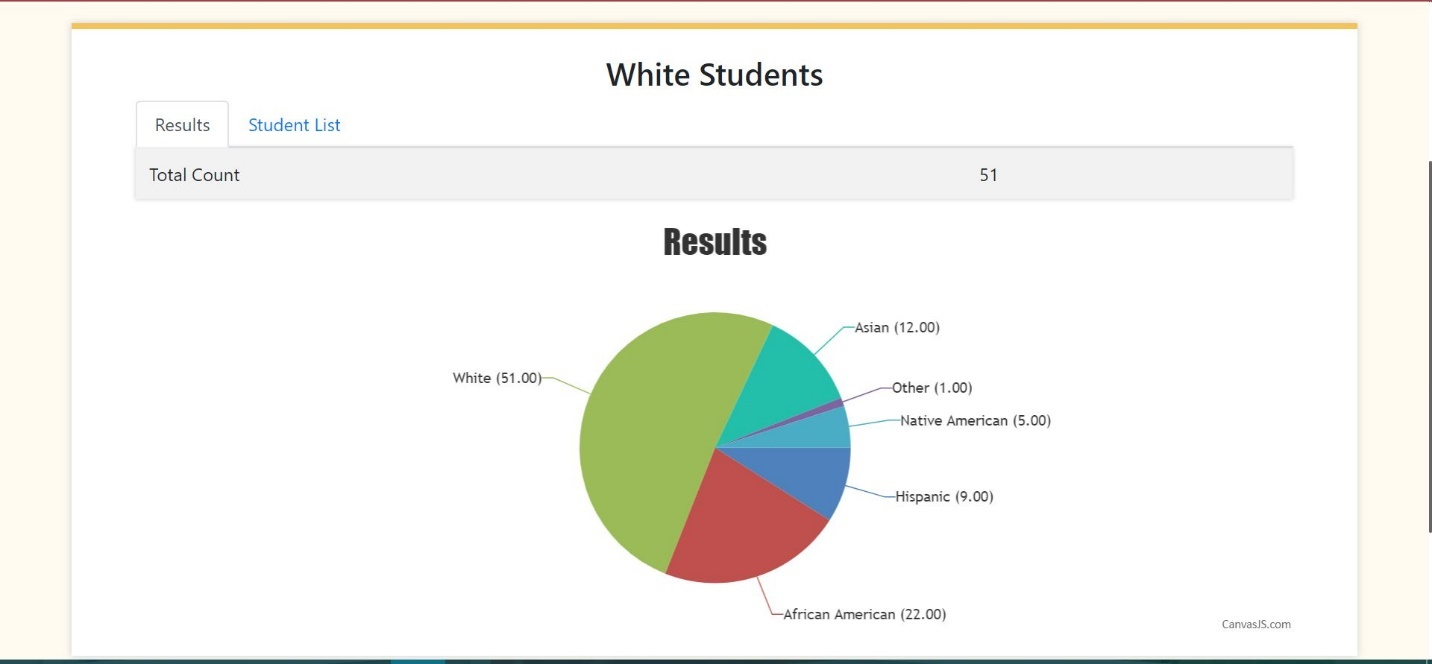 White Students
Results Student List
Total Count 51
Results
Asian (12.00)
White (51.00)
Other (1.00)
Native American (5.00)
Hispanic (9.00)
African American (22.00)
CanvasJS.com